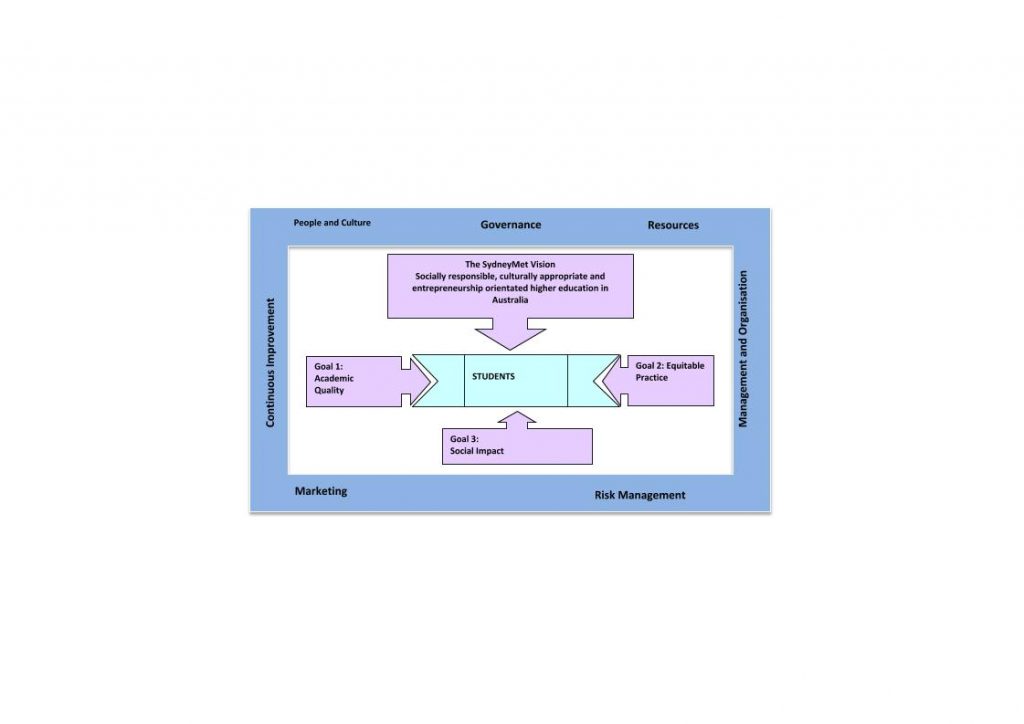 People and Culture
Governance
Resources
The SydneyMet Vision
Socially responsible, culturally appropriate and
entrepreneurship orientated higher education in
Australia
Continuous Improvement
Management and Organisation
Goal 1:
Academic
Quality
STUDENTS
Goal 2: Equitable
Practice
Goal 3:
Social Impact
Marketing
Risk Management